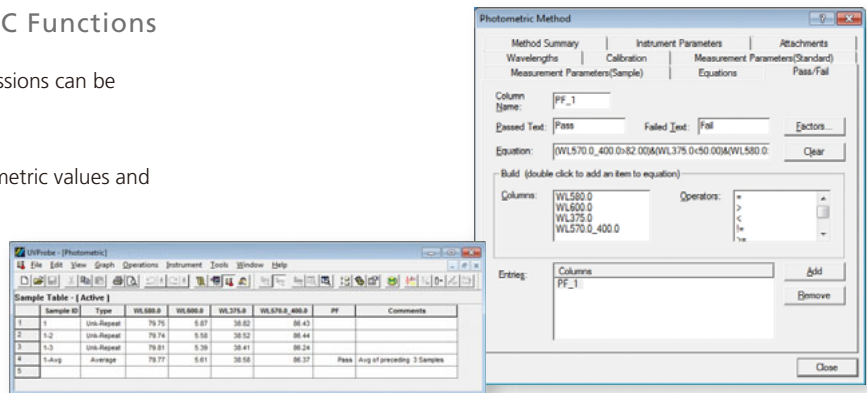 C Functions
ssions can be
metric values and
Photometric Method
Method Summary Instrument Parameters Attachments
Wavelengths Calibration Measurement Parameters(Standard)
Measurement Parameters(Sample) Equations Pass/Fail
Column Name: PF_1
Passed Text: Pass Failed Text: Fail Factors...
Equation: (WL570.0_400.0>82.00)&(WL375.0<50.00)&(WL580.0: Clear
Build (double click to add an item to equation)
Columns: WL580.0 Operators: =
WL600.0 >
WL375.0 <
WL570.0_400.0 !=
>=
Entries: Columns Add
PF_1 Remove
Close
UVProbe - [Photometric]
File Edit View Graph Operations Instrument Tools Window Help
Sample Table - [ Active ]
Sample ID Type WL580.0 WL600.0 WL375.0 WL570.0_400.0 PF Comments
1 1 Unk-Repeat 79.75 5.87 38.82 86.43
2 1-2 Unk-Repeat 79.74 5.58 38.52 86.44
3 1-3 Unk-Repeat 79.81 5.39 38.41 86.24
4 1-Avg Average 79.77 5.61 38.58 86.37 Pass Avg of preceding 3 Samples
5